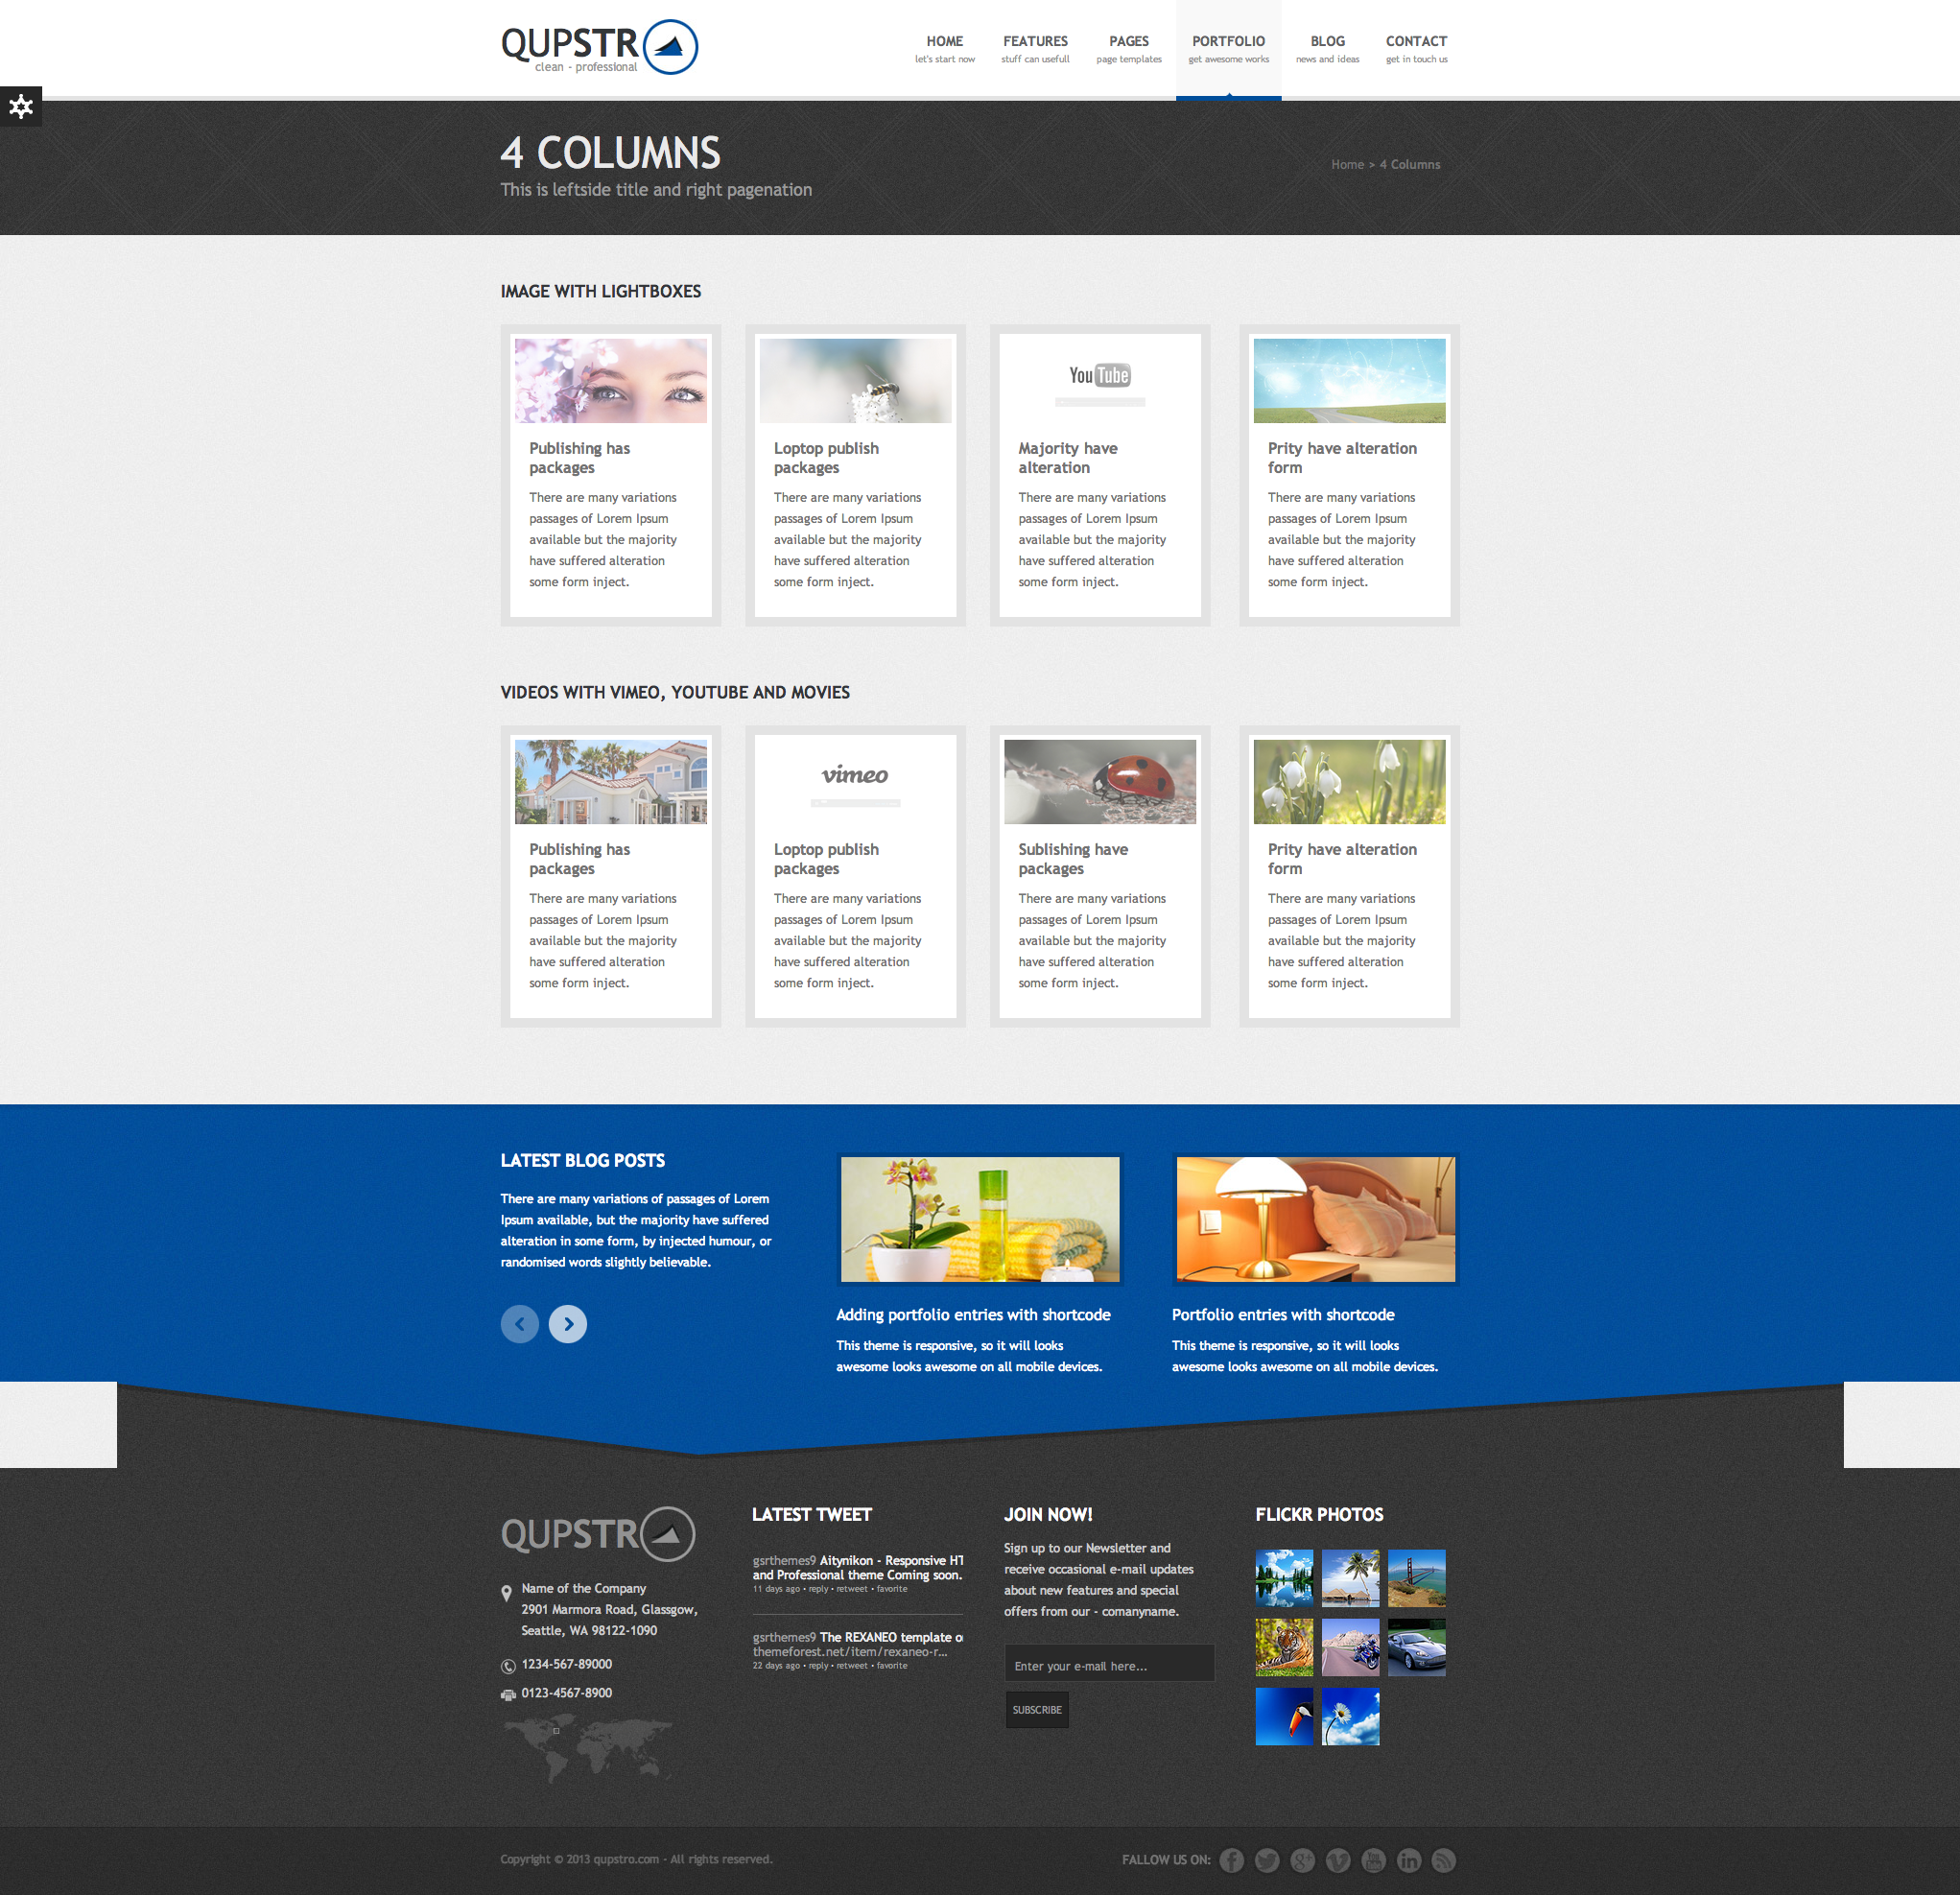 QUPSTR
clean - professional
HOME
let's start now
FEATURES
stuff can usefull
PAGES
page templates
PORTFOLIO
get awesome works
BLOG
news and ideas
CONTACT
get in touch us
4 COLUMNS
This is leftside title and right pagenation
Home > 4 Columns
IMAGE WITH LIGHTBOXES
Publishing has
packages
There are many variations
passages of Lorem Ipsum
available but the majority
have suffered alteration
some form inject.
Loptop publish
packages
There are many variations
passages of Lorem Ipsum
available but the majority
have suffered alteration
some form inject.
YouTube
Majority have
alteration
There are many variations
passages of Lorem Ipsum
available but the majority
have suffered alteration
some form inject.
Prity have alteration
form
There are many variations
passages of Lorem Ipsum
available but the majority
have suffered alteration
some form inject.
VIDEOS WITH VIMEO, YOUTUBE AND MOVIES
Publishing has
packages
There are many variations
passages of Lorem Ipsum
available but the majority
have suffered alteration
some form inject.
vimeo
Loptop publish
packages
There are many variations
passages of Lorem Ipsum
available but the majority
have suffered alteration
some form inject.
Sublishing have
packages
There are many variations
passages of Lorem Ipsum
available but the majority
have suffered alteration
some form inject.
Prity have alteration
form
There are many variations
passages of Lorem Ipsum
available but the majority
have suffered alteration
some form inject.
LATEST BLOG POSTS
There are many variations of passages of Lorem
Ipsum available, but the majority have suffered
alteration in some form, by injected humour, or
randomised words slightly believable.
Adding portfolio entries with shortcode
This theme is responsive, so it will looks
awesome looks awesome on all mobile devices.
Portfolio entries with shortcode
This theme is responsive, so it will looks
awesome looks awesome on all mobile devices.
QUPSTR
Name of the Company
2901 Marmora Road, Glassgow,
Seattle, WA 98122-1090
1234-567-89000
0123-4567-8900
LATEST TWEET
gsrthemes9 Aitynikon - Responsive HT
and Professional theme Coming soon.
11 days ago • reply • retweet • favorite
gsrthemes9 The REXANEO template o
themeforest.net/item/rexaneo-r...
22 days ago • reply • retweet • favorite
JOIN NOW!
Sign up to our Newsletter and
receive occasional e-mail updates
about new features and special
offers from our - comanyname.
Enter your e-mail here...
SUBSCRIBE
FLICKR PHOTOS
Copyright © 2013 qupstro.com - All rights reserved.
FALLOW US ON: